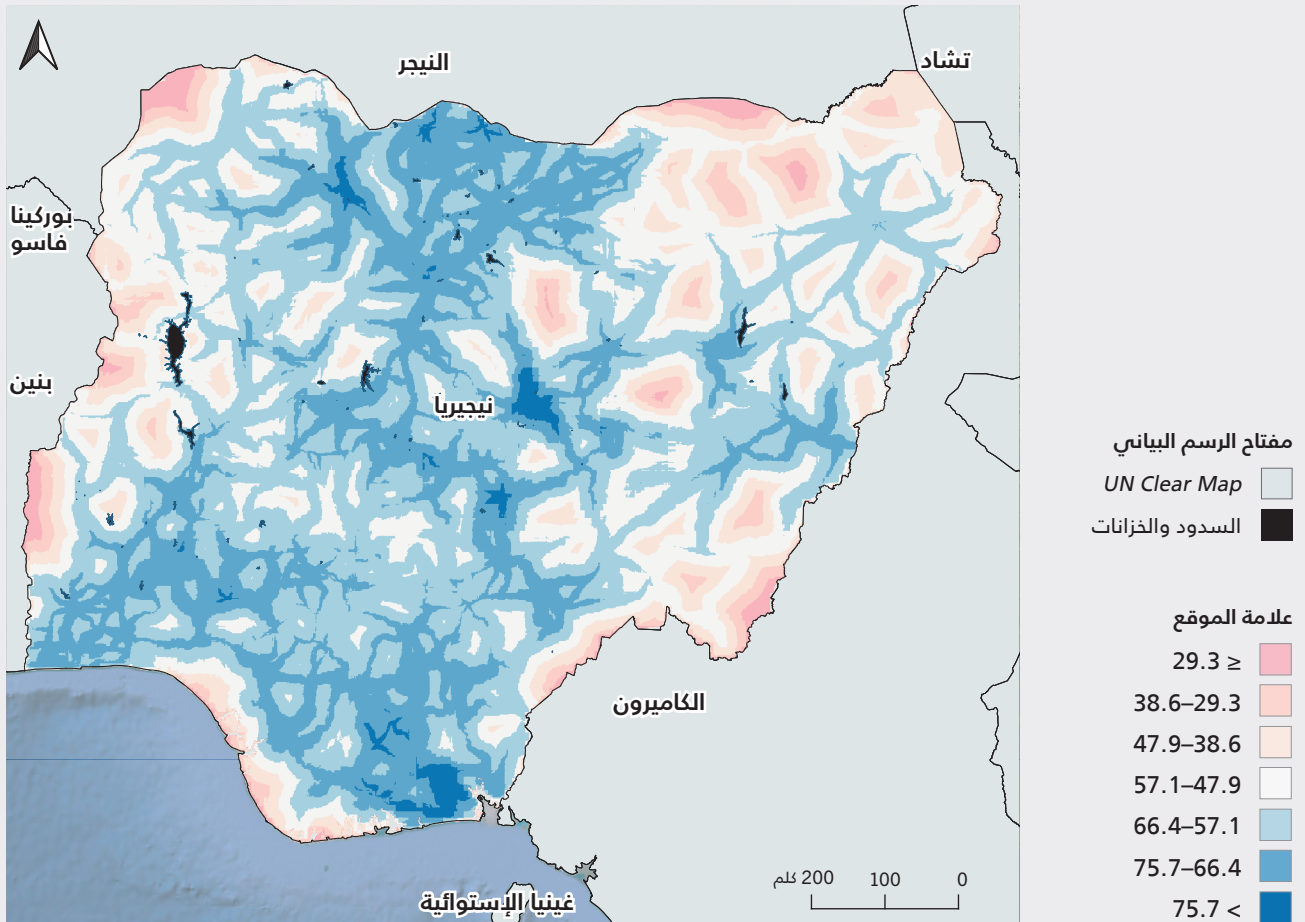 النيجر
تشاد
بوركينا
فاسو
بنين
نيجيريا
الكاميرون
غينيا الإستوائية
0 100 200 كلم
مفتاح الرسم البياني
UN Clear Map
السدود والخزانات
علامة الموقع
≤ 29.3
29.3–38.6
38.6–47.9
47.9–57.1
57.1–66.4
66.4–75.7
> 75.7